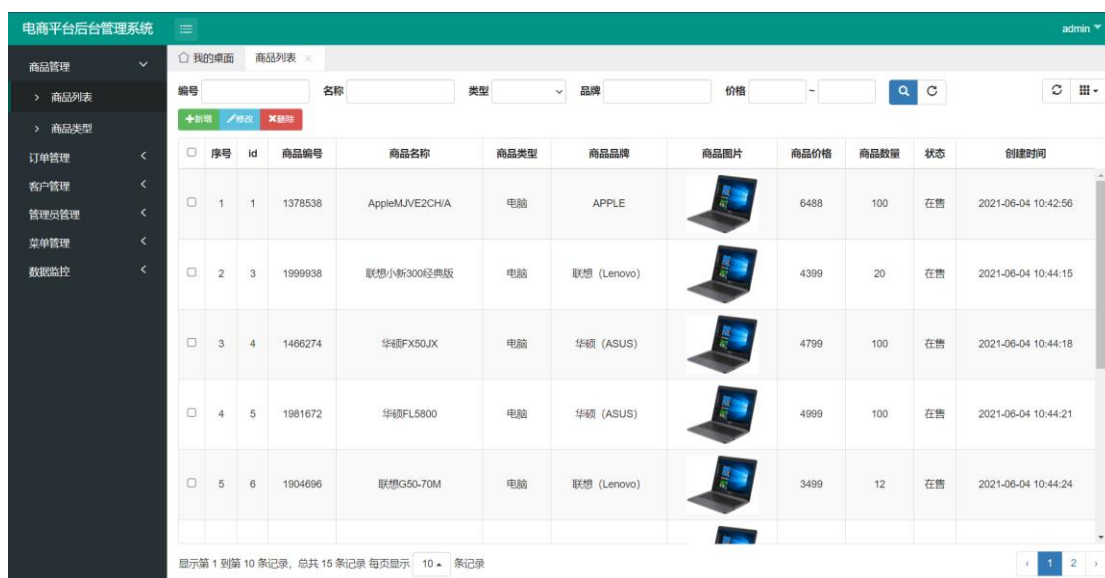 电商平台后台管理系统 admin
我的桌面 商品列表 ×
商品管理
商品列表
商品类型
订单管理
客户管理
管理员管理
菜单管理
数据监控
编号 名称 类型 品牌 价格 ~
新增 修改 删除
序号 id 商品编号 商品名称 商品类型 商品品牌 商品图片 商品价格 商品数量 状态 创建时间
1 1 1378538 AppleMJVE2CH/A 电脑 APPLE 6488 100 在售 2021-06-04 10:42:56
2 3 1999938 联想小新300经典版 电脑 联想 (Lenovo) 4399 20 在售 2021-06-04 10:44:15
3 4 1466274 华硕FX50JX 电脑 华硕 (ASUS) 4799 100 在售 2021-06-04 10:44:18
4 5 1981672 华硕FL5800 电脑 华硕 (ASUS) 4999 100 在售 2021-06-04 10:44:21
5 6 1904696 联想G50-70M 电脑 联想 (Lenovo) 3499 12 在售 2021-06-04 10:44:24
显示第 1 到第 10 条记录，总共 15 条记录 每页显示 10 条记录 ‹ 1 2 ›